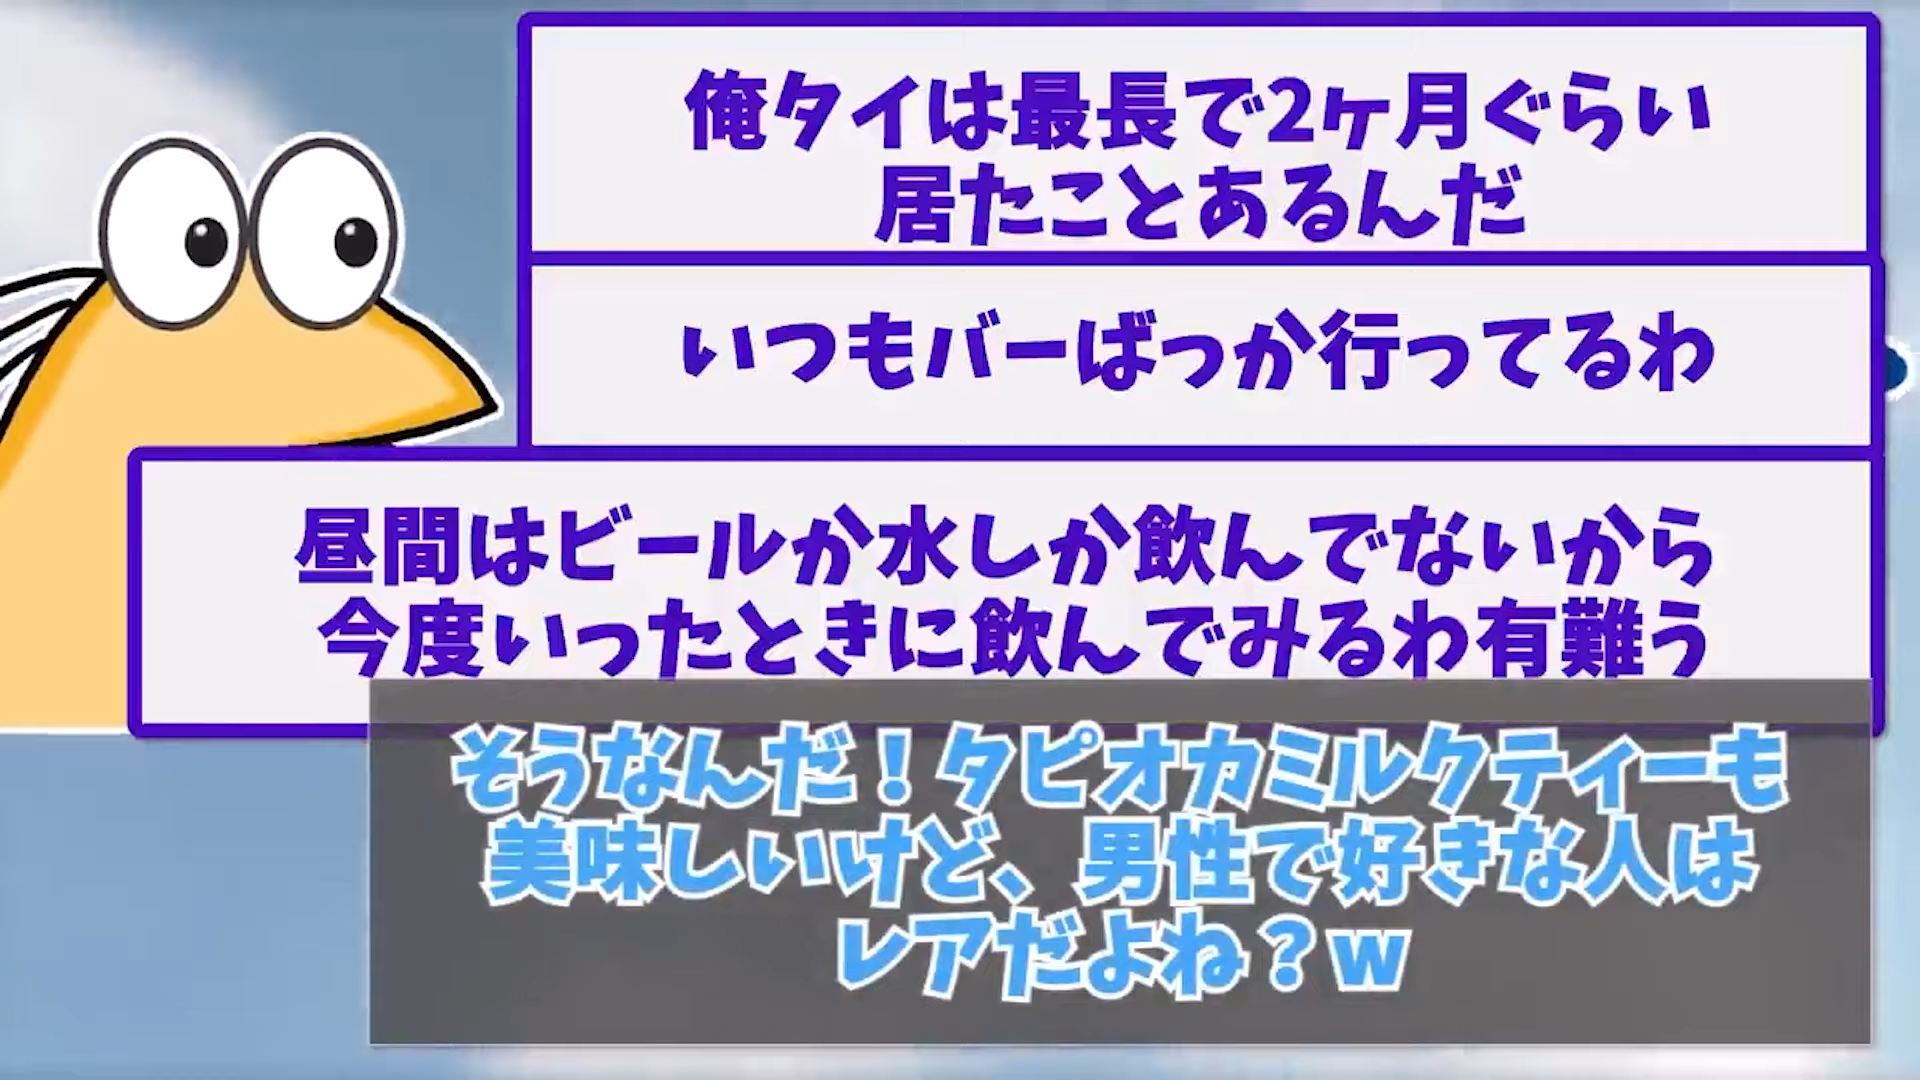 俺タイは最長で2ヶ月ぐらい
居たことあるんだ
いつもバーばっか行ってるわ
昼間はビールか水しか飲んでないから
今度いったときに飲んでみるわ有難う
そうなんだ！タピオカミルクティーも
美味しいけど、男性で好きな人は
レアだよね？w